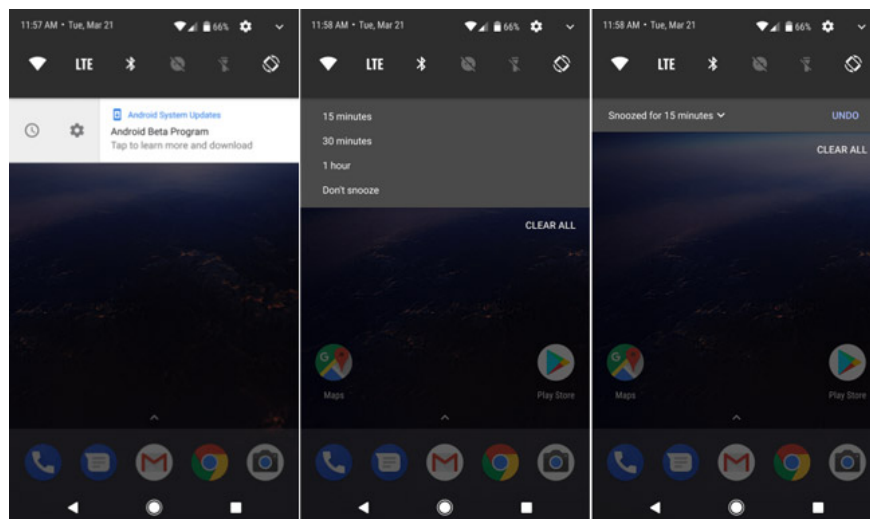 11:57 AM • Tue, Mar 21
66%
LTE
Android System Updates
Android Beta Program
Tap to learn more and download
11:58 AM • Tue, Mar 21
66%
LTE
15 minutes
30 minutes
1 hour
Don't snooze
CLEAR ALL
Maps
Play Store
11:58 AM • Tue, Mar 21
66%
LTE
Snoozed for 15 minutes
UNDO
CLEAR ALL
Maps
Play Store